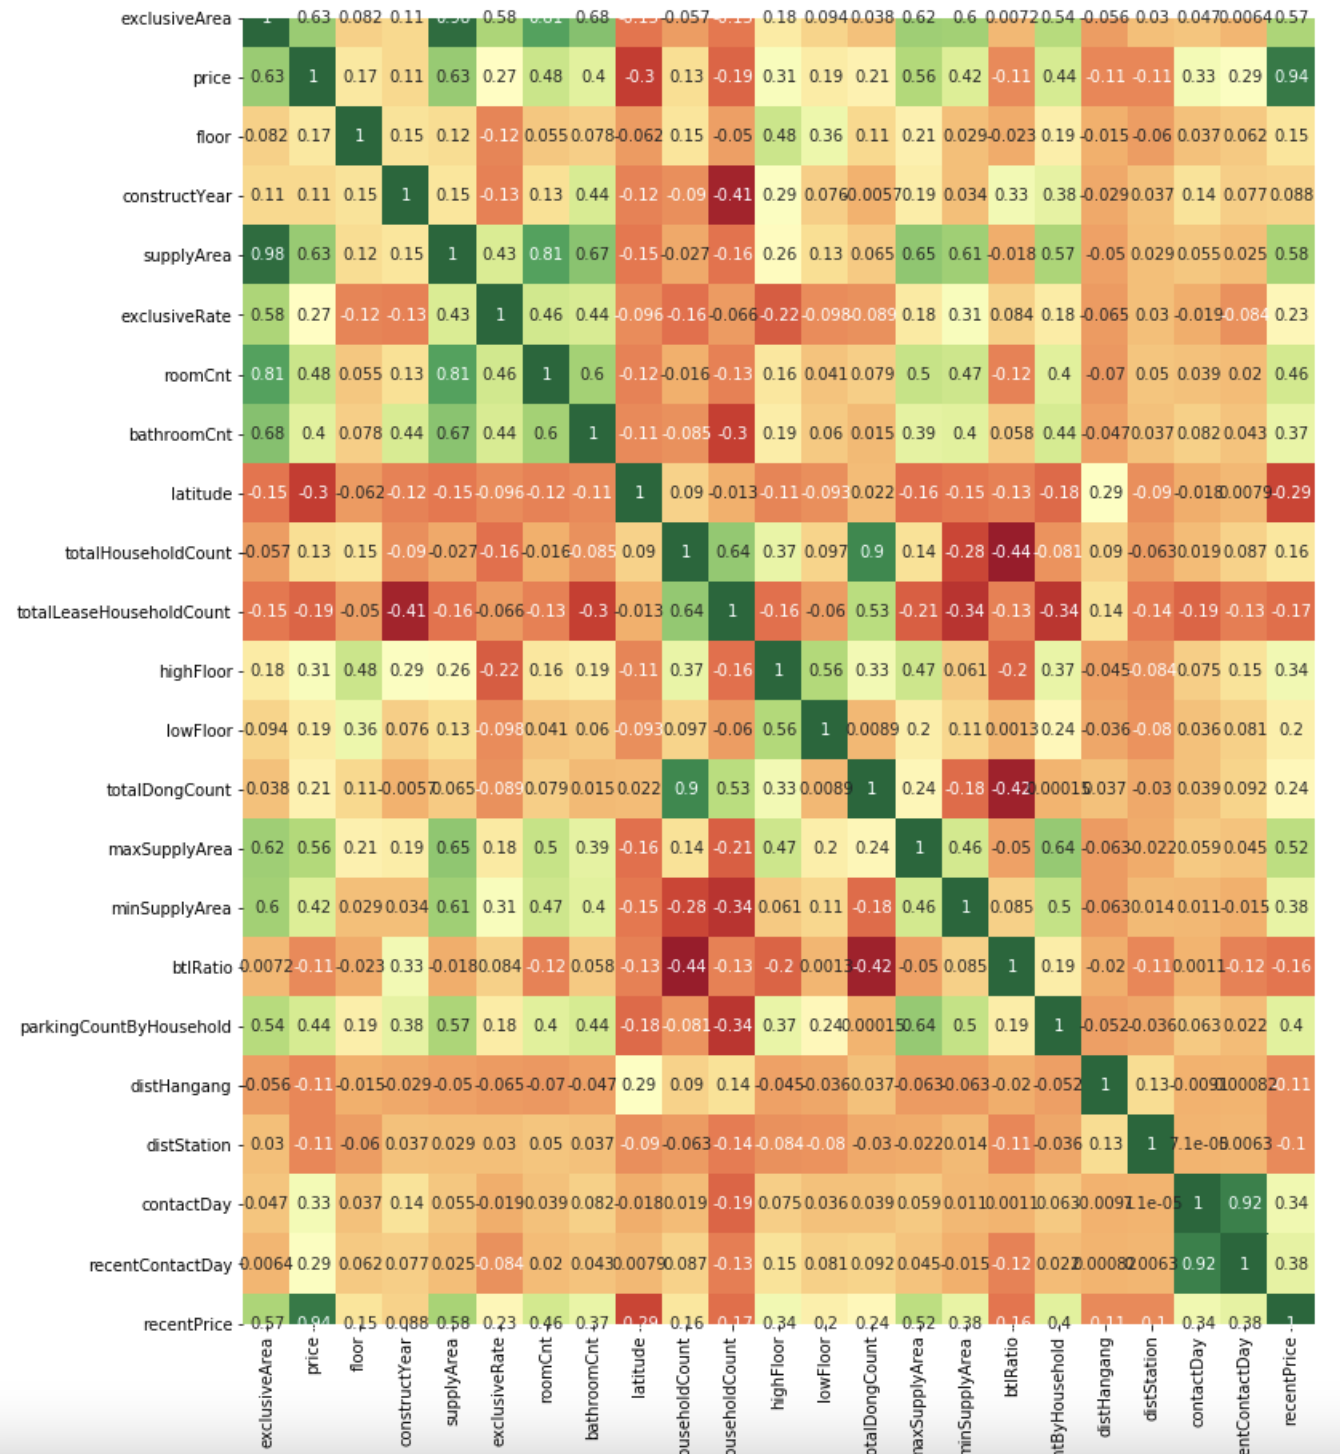 exclusiveArea 1 0.63 0.082 0.11 0.98 0.58 0.81 0.68 -0.15 -0.057 -0.15 0.18 0.094 0.038 0.62 0.6 0.0072 0.54 -0.056 0.03 0.047 0.0064 0.57
price 0.63 1 0.17 0.11 0.63 0.27 0.48 0.4 -0.3 0.13 -0.19 0.31 0.19 0.21 0.56 0.42 -0.11 0.44 -0.11 -0.11 0.33 0.29 0.94
floor 0.082 0.17 1 0.15 0.12 -0.12 0.055 0.078 -0.062 0.15 -0.05 0.48 0.36 0.11 0.21 0.029 -0.023 0.19 -0.015 -0.06 0.037 0.062 0.15
constructYear 0.11 0.11 0.15 1 0.15 -0.13 0.13 0.44 -0.12 -0.09 -0.41 0.29 0.076 -0.0057 0.19 0.034 0.33 0.38 -0.029 0.037 0.14 0.077 0.088
supplyArea 0.98 0.63 0.12 0.15 1 0.43 0.81 0.67 -0.15 -0.027 -0.16 0.26 0.13 0.065 0.65 0.61 -0.018 0.57 -0.05 0.029 0.055 0.025 0.58
exclusiveRate 0.58 0.27 -0.12 -0.13 0.43 1 0.46 0.44 -0.096 -0.16 -0.066 -0.22 -0.098 -0.089 0.18 0.31 0.084 0.18 -0.065 0.03 -0.019 -0.084 0.23
roomCnt 0.81 0.48 0.055 0.13 0.81 0.46 1 0.6 -0.12 -0.016 -0.13 0.16 0.041 0.079 0.5 0.47 -0.12 0.4 -0.07 0.05 0.039 0.02 0.46
bathroomCnt 0.68 0.4 0.078 0.44 0.67 0.44 0.6 1 -0.11 -0.085 -0.3 0.19 0.06 0.015 0.39 0.4 0.058 0.44 -0.047 0.037 0.082 0.043 0.37
latitude -0.15 -0.3 -0.062 -0.12 -0.15 -0.096 -0.12 -0.11 1 0.09 -0.013 -0.11 -0.093 0.022 -0.16 -0.15 -0.13 -0.18 0.29 -0.09 -0.018 0.0079 -0.29
totalHouseholdCount -0.057 0.13 0.15 -0.09 -0.027 -0.16 -0.016 -0.085 0.09 1 0.64 0.37 0.097 0.9 0.14 -0.28 -0.44 -0.081 0.09 -0.063 0.019 0.087 0.16
totalLeaseHouseholdCount -0.15 -0.19 -0.05 -0.41 -0.16 -0.066 -0.13 -0.3 -0.013 0.64 1 -0.16 -0.06 0.53 -0.21 -0.34 -0.13 -0.34 0.14 -0.14 -0.19 -0.13 -0.17
highFloor 0.18 0.31 0.48 0.29 0.26 -0.22 0.16 0.19 -0.11 0.37 -0.16 1 0.56 0.33 0.47 0.061 -0.2 0.37 -0.045 -0.084 0.075 0.15 0.34
lowFloor 0.094 0.19 0.36 0.076 0.13 -0.098 0.041 0.06 -0.093 0.097 -0.06 0.56 1 0.0089 0.2 0.11 0.0013 0.24 -0.036 -0.08 0.036 0.081 0.2
totalDongCount 0.038 0.21 0.11 -0.0057 0.065 -0.089 0.079 0.015 0.022 0.9 0.53 0.33 0.0089 1 0.24 -0.18 -0.42 0.00015 0.037 -0.03 0.039 0.092 0.24
maxSupplyArea 0.62 0.56 0.21 0.19 0.65 0.18 0.5 0.39 -0.16 0.14 -0.21 0.47 0.2 0.24 1 0.46 -0.05 0.64 -0.063 -0.022 0.059 0.045 0.52
minSupplyArea 0.6 0.42 0.029 0.034 0.61 0.31 0.47 0.4 -0.15 -0.28 -0.34 0.061 0.11 -0.18 0.46 1 0.085 0.5 -0.063 0.014 0.011 -0.015 0.38
btlRatio 0.0072 -0.11 -0.023 0.33 -0.018 0.084 -0.12 0.058 -0.13 -0.44 -0.13 -0.2 0.0013 -0.42 -0.05 0.085 1 0.19 -0.02 -0.11 0.0011 -0.12 -0.16
parkingCountByHousehold 0.54 0.44 0.19 0.38 0.57 0.18 0.4 0.44 -0.18 -0.081 -0.34 0.37 0.24 0.00015 0.64 0.5 0.19 1 -0.052 -0.036 0.063 0.022 0.4
distHangang -0.056 -0.11 -0.015 -0.029 -0.05 -0.065 -0.07 -0.047 0.29 0.09 0.14 -0.045 -0.036 0.037 -0.063 -0.063 -0.02 -0.052 1 0.13 -0.0091 0.00082 -0.11
distStation 0.03 -0.11 -0.06 0.037 0.029 0.03 0.05 0.037 -0.09 -0.063 -0.14 -0.084 -0.08 -0.03 -0.022 0.014 -0.11 -0.036 0.13 1 7.1e-05 0.0063 -0.1
contactDay 0.047 0.33 0.037 0.14 0.055 -0.019 0.039 0.082 -0.018 0.019 -0.19 0.075 0.036 0.039 0.059 0.011 0.0011 0.063 -0.0091 7.1e-05 1 0.92 0.34
recentContactDay 0.0064 0.29 0.062 0.077 0.025 -0.084 0.02 0.043 0.0079 0.087 -0.13 0.15 0.081 0.092 0.045 -0.015 -0.12 0.022 0.00082 0.0063 0.92 1 0.38
recentPrice 0.57 0.94 0.15 0.088 0.58 0.23 0.46 0.37 -0.29 0.16 -0.17 0.34 0.2 0.24 0.52 0.38 -0.16 0.4 -0.11 -0.1 0.34 0.38 1
exclusiveArea price floor constructYear supplyArea exclusiveRate roomCnt bathroomCnt latitude ouseholdCount ouseholdCount highFloor lowFloor otalDongCount maxSupplyArea minSupplyArea btlRatio ntByHousehold distHangang distStation contactDay entContactDay recentPrice